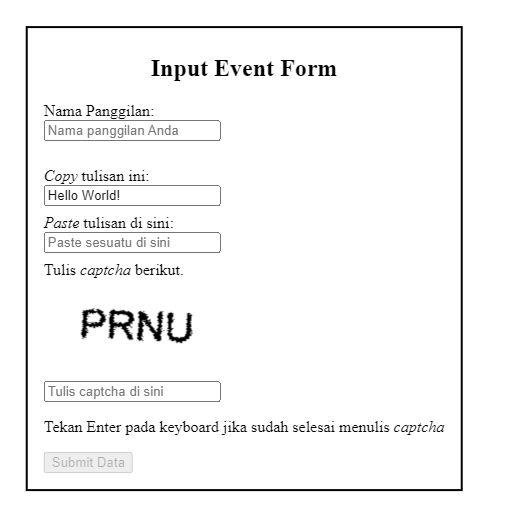 Input Event Form
Nama Panggilan:
Nama panggilan Anda
Copy tulisan ini:
Hello World!
Paste tulisan di sini:
Paste sesuatu di sini
Tulis captcha berikut.
PRNU
Tulis captcha di sini
Tekan Enter pada keyboard jika sudah selesai menulis captcha
Submit Data